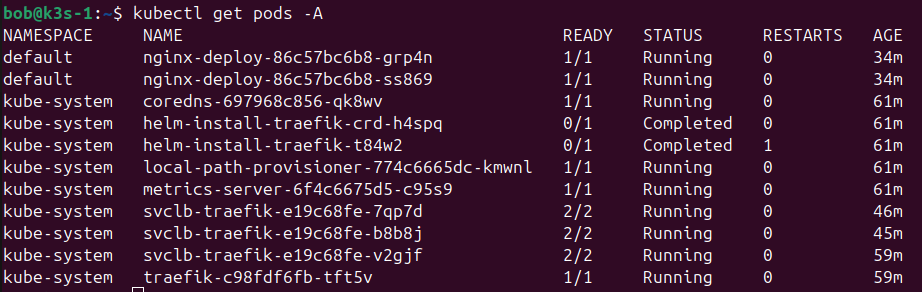 bob@k3s-1:~$ kubectl get pods -A
NAMESPACE     NAME                                      READY   STATUS      RESTARTS   AGE
default       nginx-deploy-86c57bc6b8-grp4n             1/1     Running     0          34m
default       nginx-deploy-86c57bc6b8-ss869             1/1     Running     0          34m
kube-system   coredns-697968c856-qk8wv                  1/1     Running     0          61m
kube-system   helm-install-traefik-crd-h4spq            0/1     Completed   0          61m
kube-system   helm-install-traefik-t84w2                0/1     Completed   1          61m
kube-system   local-path-provisioner-774c6665dc-kmwnl   1/1     Running     0          61m
kube-system   metrics-server-6f4c6675d5-c95s9           1/1     Running     0          61m
kube-system   svclb-traefik-e19c68fe-7qp7d              2/2     Running     0          46m
kube-system   svclb-traefik-e19c68fe-b8b8j              2/2     Running     0          45m
kube-system   svclb-traefik-e19c68fe-v2gjf              2/2     Running     0          59m
kube-system   traefik-c98fdf6fb-tft5v                   1/1     Running     0          59m